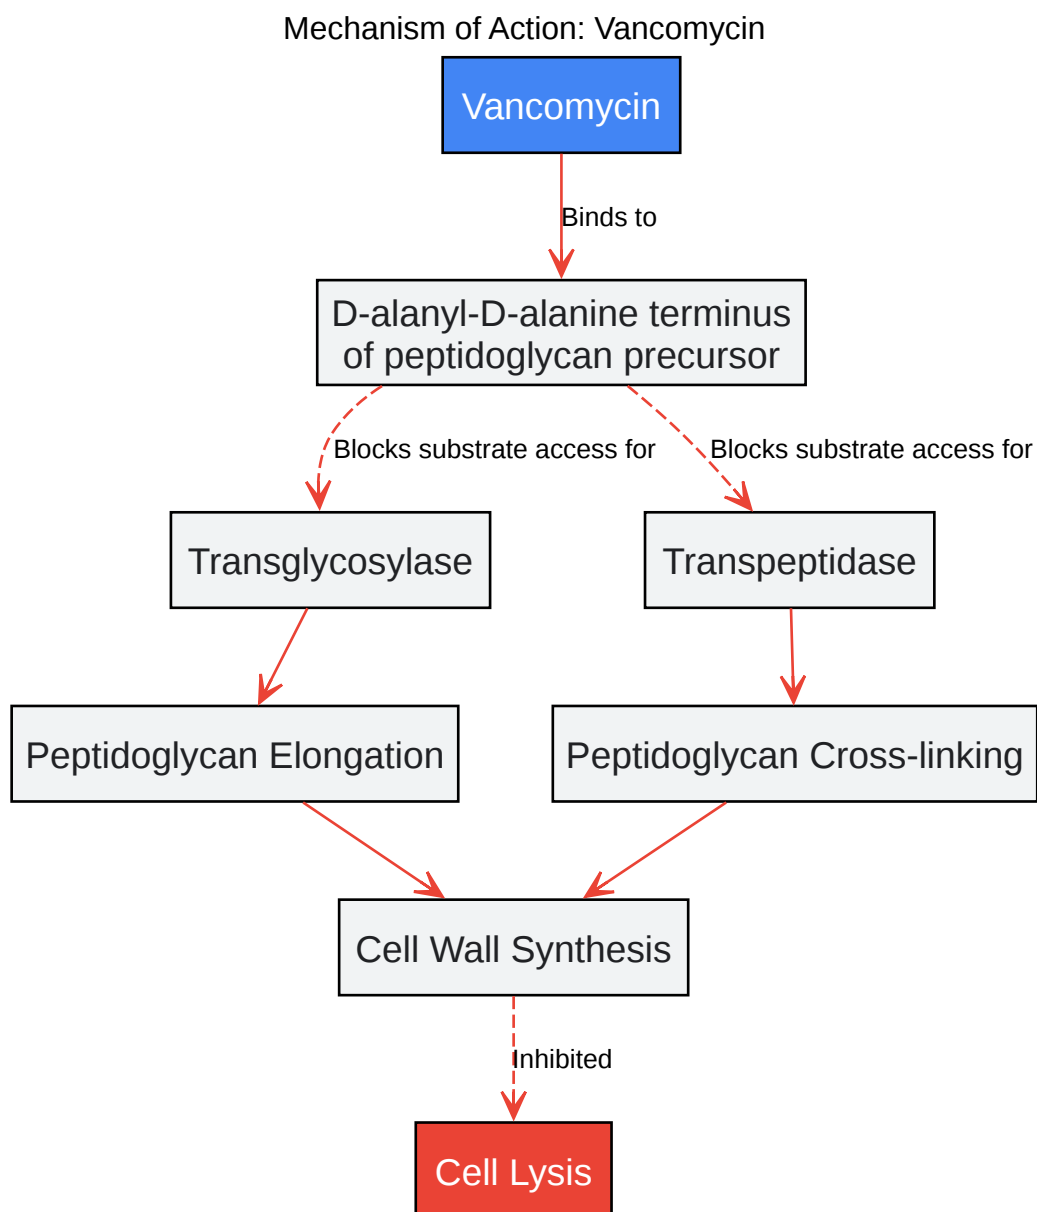 Mechanism of Action: Vancomycin
Vancomycin
Binds to
D-alanyl-D-alanine terminus
of peptidoglycan precursor
Blocks substrate access for
Blocks substrate access for
Transglycosylase
Transpeptidase
Peptidoglycan Elongation
Peptidoglycan Cross-linking
Cell Wall Synthesis
Inhibited
Cell Lysis